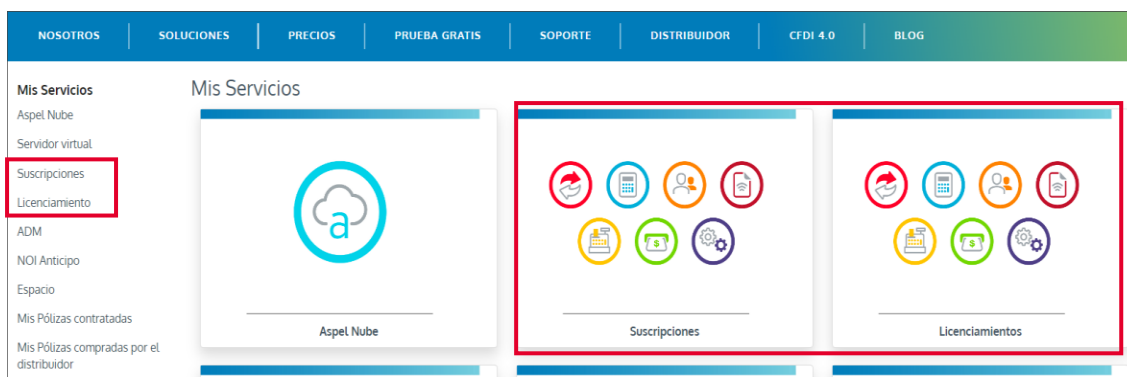 NOSOTROS SOLUCIONES PRECIOS PRUEBA GRATIS SOPORTE DISTRIBUIDOR CFDI 4.0 BLOG
Mis Servicios
Aspel Nube
Servidor virtual
Suscripciones
Licenciamiento
ADM
NOI Anticipo
Espacio
Mis Pólizas contratadas
Mis Pólizas compradas por el
distribuidor
Mis Servicios
a
Aspel Nube
$
Suscripciones
$
Licenciamientos